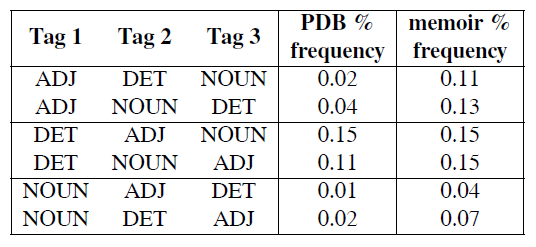 Tag 1 Tag 2 Tag 3 PDB % frequency memoir % frequency
ADJ DET NOUN 0.02 0.11
ADJ NOUN DET 0.04 0.13
DET ADJ NOUN 0.15 0.15
DET NOUN ADJ 0.11 0.15
NOUN ADJ DET 0.01 0.04
NOUN DET ADJ 0.02 0.07